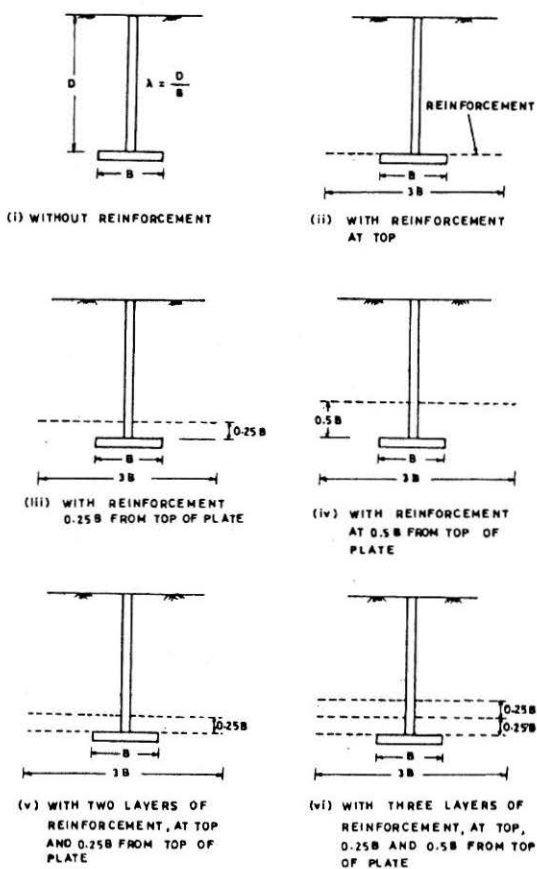 D
λ = D/B
B
(i) WITHOUT REINFORCEMENT
REINFORCEMENT
B
3B
(ii) WITH REINFORCEMENT
AT TOP
0.25B
B
3B
(iii) WITH REINFORCEMENT
0.25B FROM TOP OF PLATE
0.5B
B
3B
(iv) WITH REINFORCEMENT
AT 0.5B FROM TOP OF
PLATE
0.25B
B
3B
(v) WITH TWO LAYERS OF
REINFORCEMENT, AT TOP
AND 0.25B FROM TOP OF
PLATE
0.25B
0.25B
B
3B
(vi) WITH THREE LAYERS OF
REINFORCEMENT, AT TOP,
0.25B AND 0.5B FROM TOP
OF PLATE